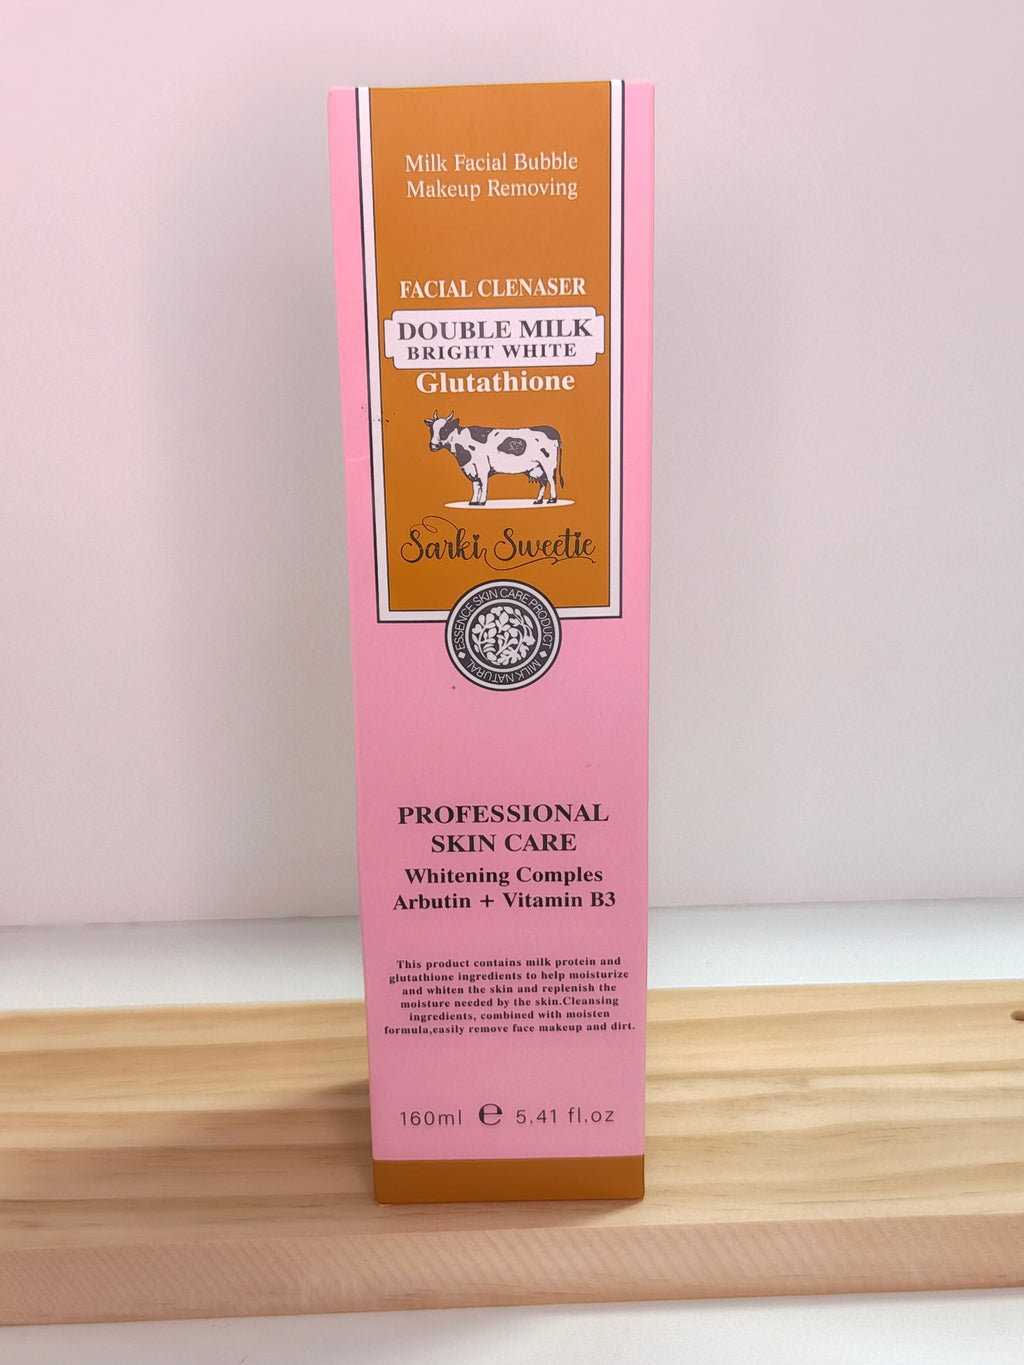 Milk Facial Bubble
Makeup Removing
FACIAL CLENASER
DOUBLE MILK
BRIGHT WHITE
Glutathione
Sarki Sweetie
ESSENCE SKIN CARE PRODUCT
MILK NATURAL
PROFESSIONAL
SKIN CARE
Whitening Comples
Arbutin + Vitamin B3
This product contains milk protein and
glutathione ingredients to help moisturize
and whiten the skin and replenish the
moisture needed by the skin.Cleansing
ingredients, combined with moisten
formula,easily remove face makeup and dirt.
160ml ℮ 5.41 fl.oz